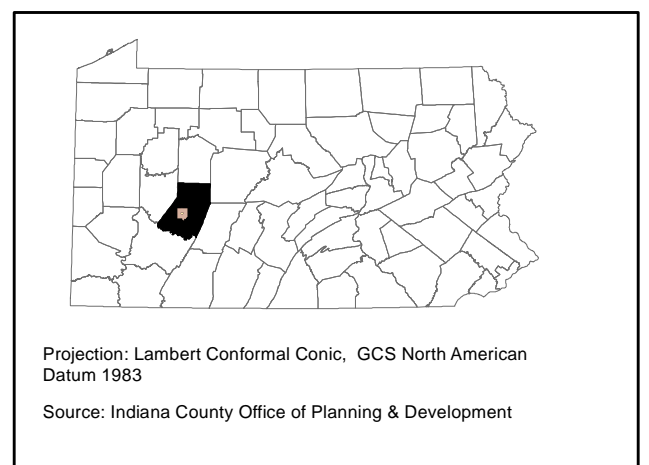 Projection: Lambert Conformal Conic, GCS North American
Datum 1983
Source: Indiana County Office of Planning & Development